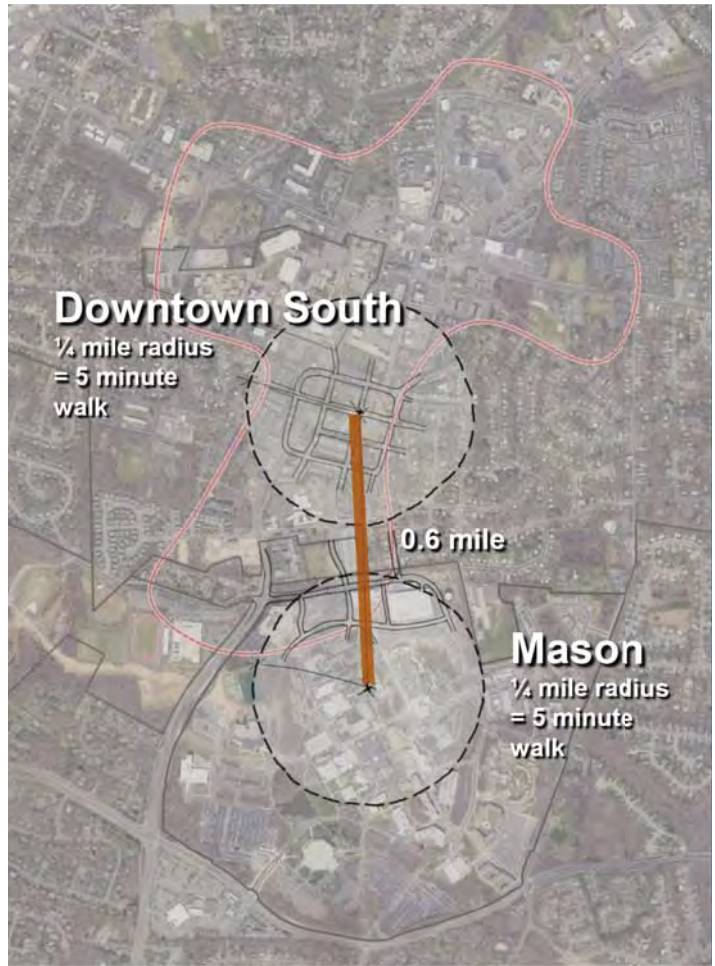 Downtown South
¼ mile radius
= 5 minute
walk
0.6 mile
Mason
¼ mile radius
= 5 minute
walk